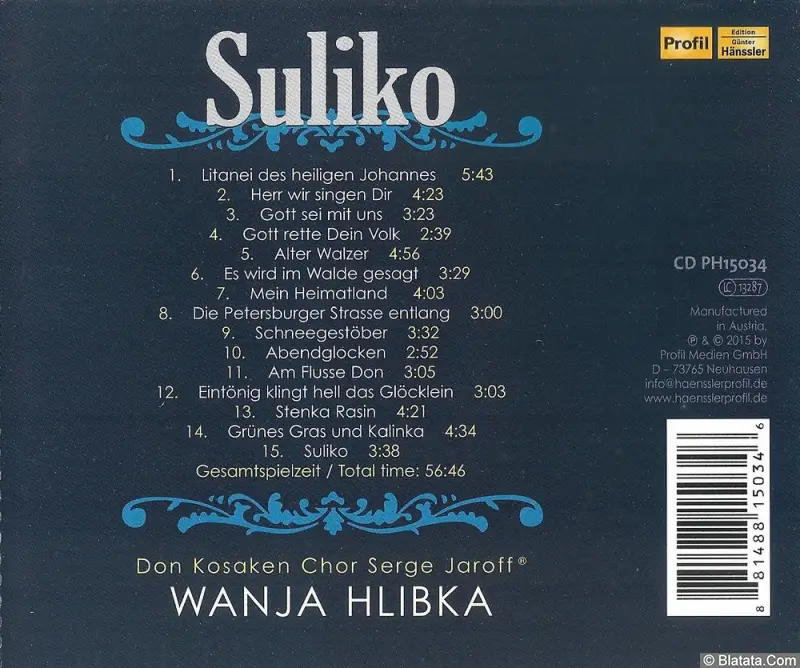 Suliko
Profil
Edition
Günter
Hänssler
1. Litanei des heiligen Johannes 5:43
2. Herr wir singen Dir 4:23
3. Gott sei mit uns 3:23
4. Gott rette Dein Volk 2:39
5. Alter Walzer 4:56
6. Es wird im Walde gesagt 3:29
7. Mein Heimatland 4:03
8. Die Petersburger Strasse entlang 3:00
9. Schneegestöber 3:32
10. Abendglocken 2:52
11. Am Flusse Don 3:05
12. Eintönig klingt hell das Glöcklein 3:03
13. Stenka Rasin 4:21
14. Grünes Gras und Kalinka 4:34
15. Suliko 3:38
Gesamtspielzeit / Total time: 56:46
CD PH15034
LC 13287
Manufactured
in Austria.
℗ & © 2015 by
Profil Medien GmbH
D – 73765 Neuhausen
info@haensslerprofil.de
www.haensslerprofil.de
8 81488 15034 6
Don Kosaken Chor Serge Jaroff®
WANJA HLIBKA
© Blatata.Com